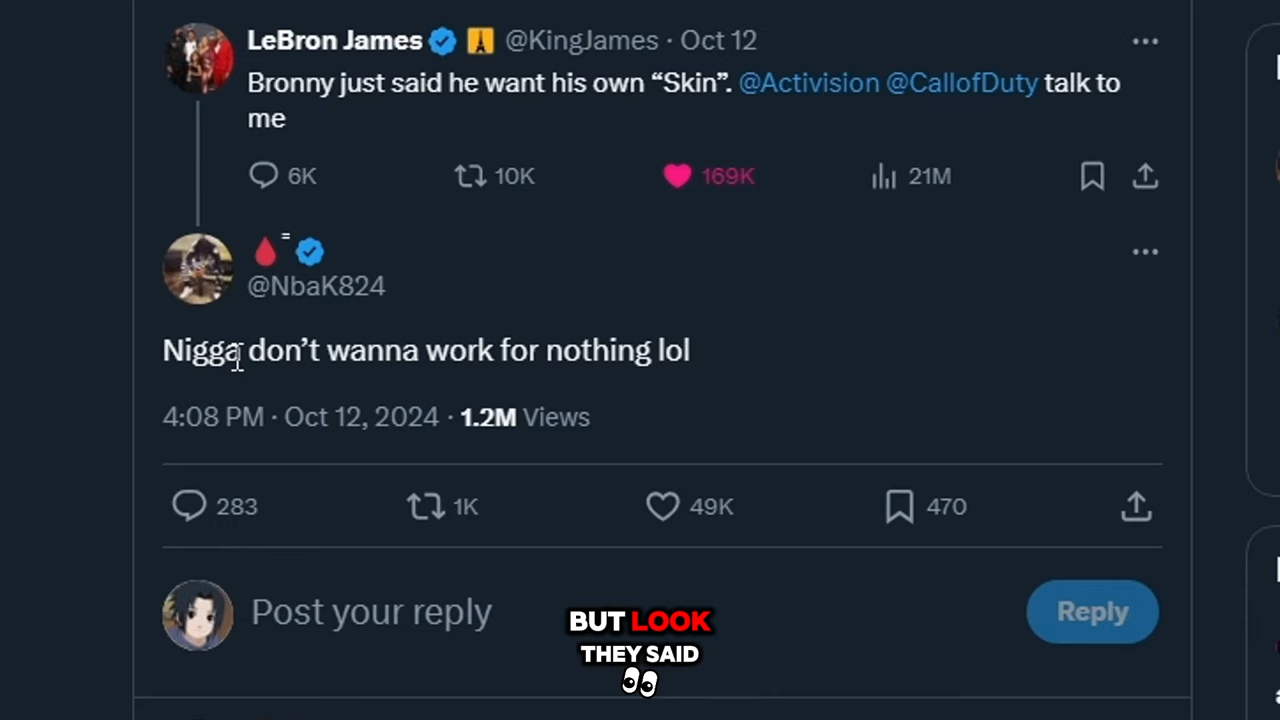 LeBron James @KingJames · Oct 12
Bronny just said he want his own “Skin”. @Activision @CallofDuty talk to
me
6K 10K 169K 21M
@NbaK824
Nigga don’t wanna work for nothing lol
4:08 PM · Oct 12, 2024 · 1.2M Views
283 1K 49K 470
Post your reply
Reply
BUT LOOK
THEY SAID